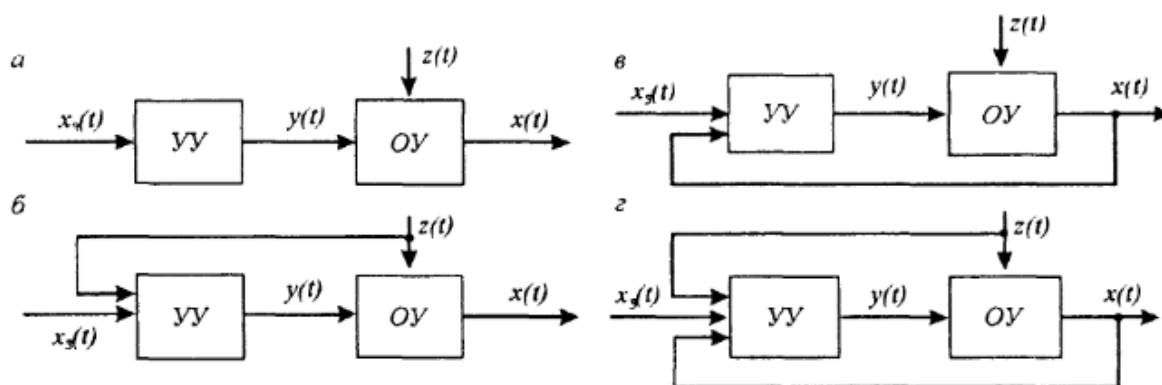 а
z(t)
xз(t)
УУ
y(t)
ОУ
x(t)
б
z(t)
xз(t)
УУ
y(t)
ОУ
x(t)
в
z(t)
xз(t)
УУ
y(t)
ОУ
x(t)
г
z(t)
xз(t)
УУ
y(t)
ОУ
x(t)